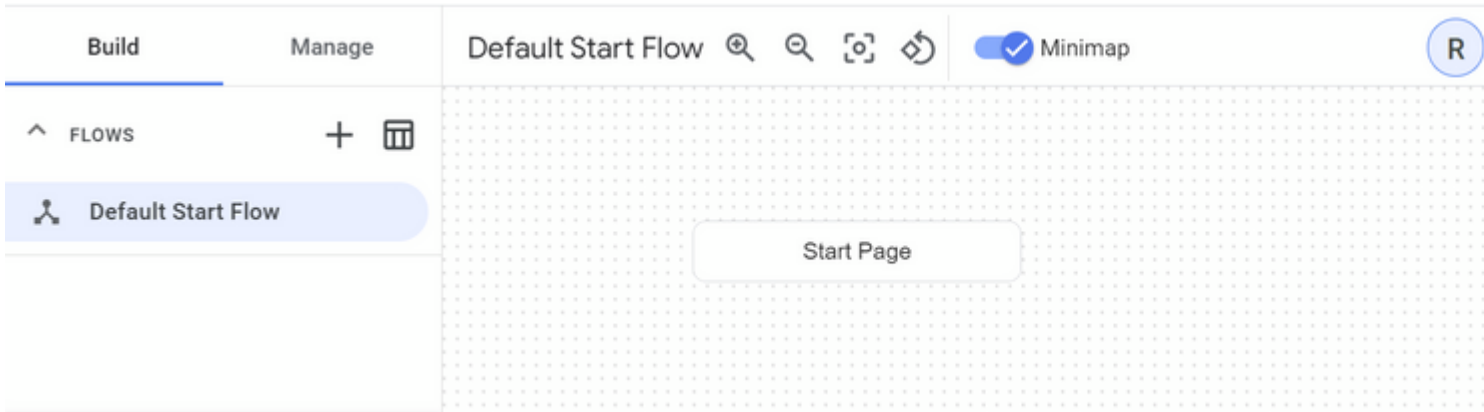 Build Manage
Default Start Flow
Minimap
R
FLOWS
Default Start Flow
Start Page